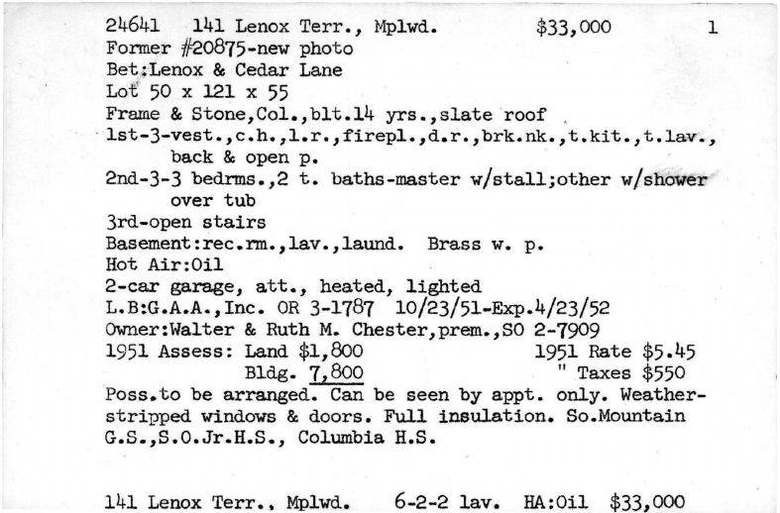 24641 141 Lenox Terr., Mplwd. $33,000 1
Former #20875-new photo
Bet:Lenox & Cedar Lane
Lot 50 x 121 x 55
Frame & Stone,Col.,blt.14 yrs.,slate roof
1st-3-vest.,c.h.,l.r.,firepl.,d.r.,brk.nk.,t.kit.,t.lav.,
back & open p.
2nd-3-3 bedrms.,2 t. baths-master w/stall;other w/shower
over tub
3rd-open stairs
Basement:rec.rm.,lav.,laund. Brass w. p.
Hot Air:Oil
2-car garage, att., heated, lighted
L.B:G.A.A.,Inc. OR 3-1787 10/23/51-Exp.4/23/52
Owner:Walter & Ruth M. Chester,prem.,SO 2-7909
1951 Assess: Land $1,800 1951 Rate $5.45
Bldg. 7,800 " Taxes $550
Poss.to be arranged. Can be seen by appt. only. Weather-
stripped windows & doors. Full insulation. So.Mountain
G.S.,S.O.Jr.H.S., Columbia H.S.
141 Lenox Terr., Mplwd. 6-2-2 lav. HA:Oil $33,000